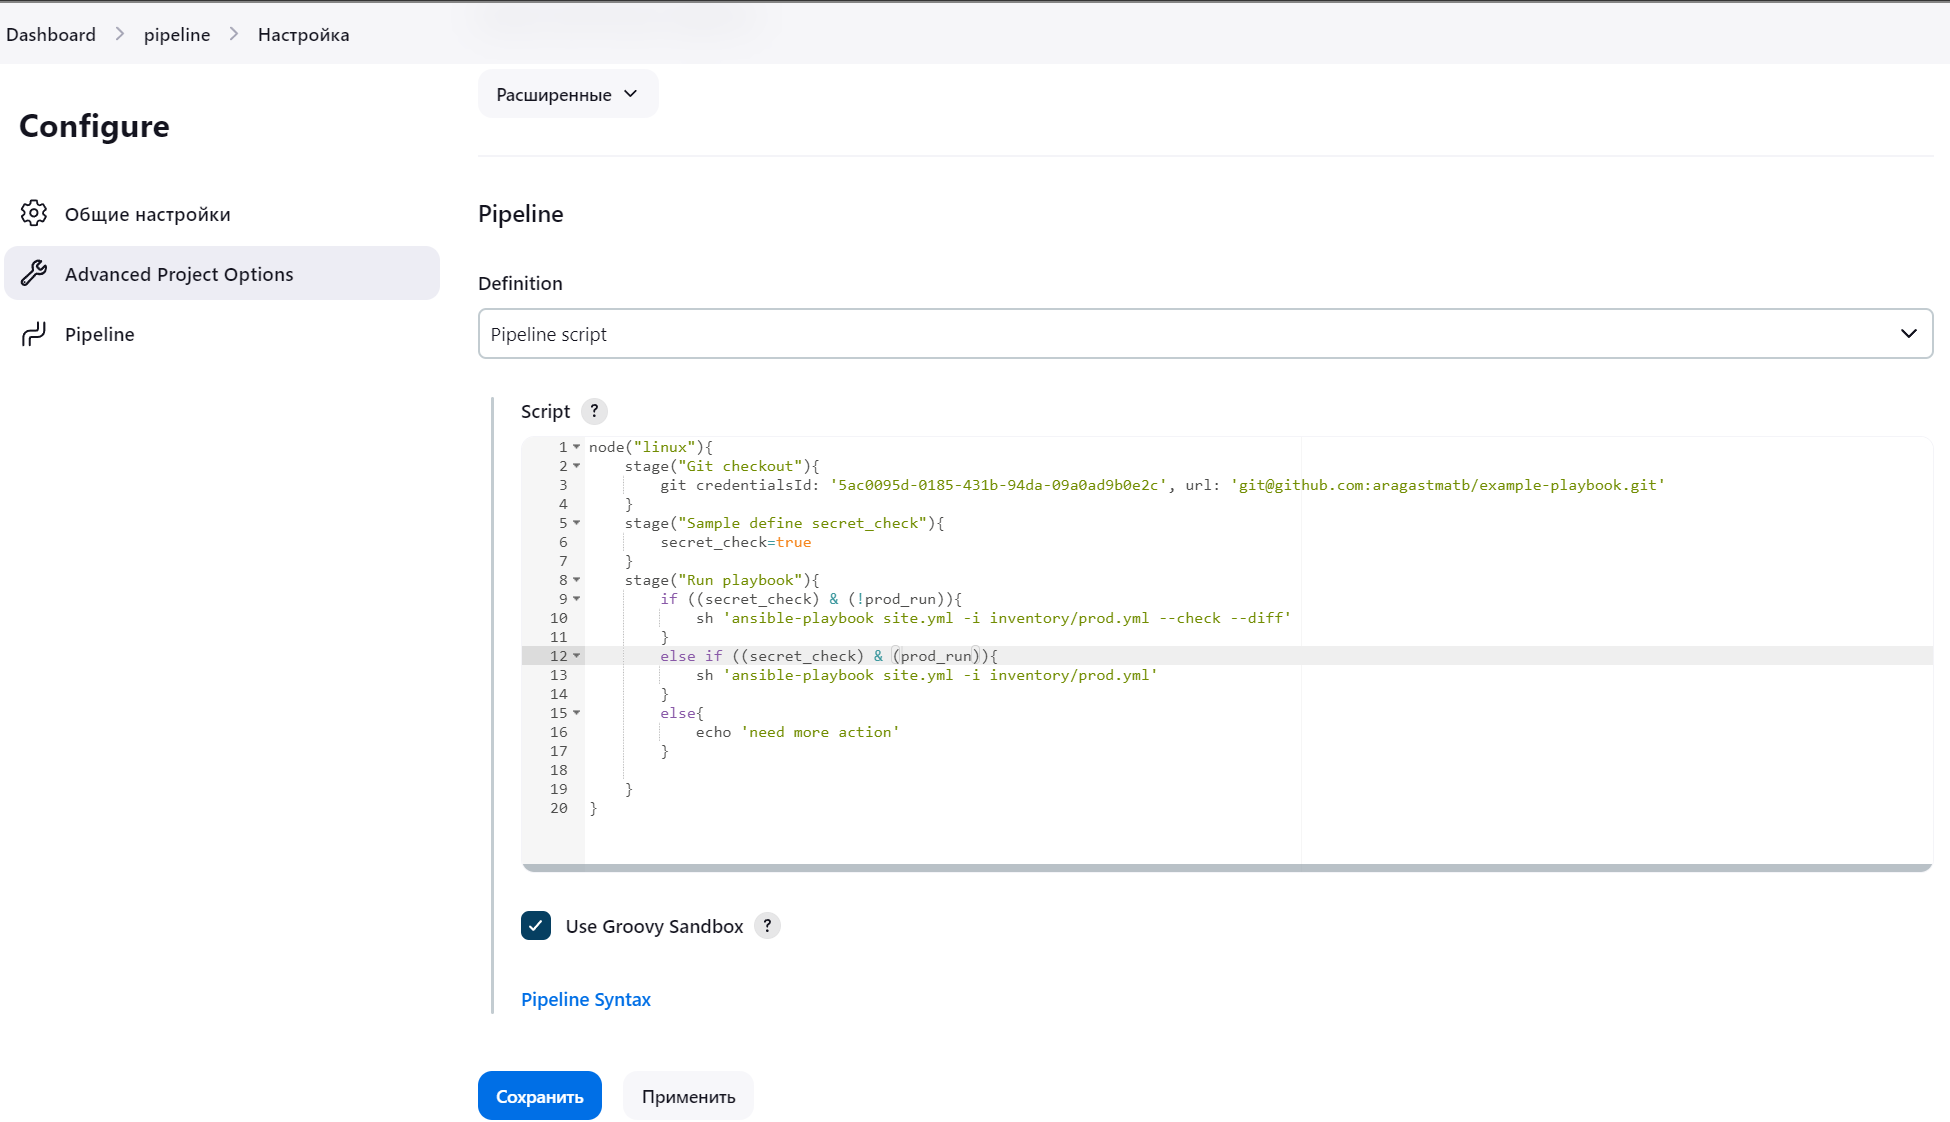 Dashboard > pipeline > Настройка
Configure
Общие настройки
Advanced Project Options
Pipeline
Расширенные
Pipeline
Definition
Pipeline script
Script ?
1 node("linux"){
2     stage("Git checkout"){
3         git credentialsId: '5ac0095d-0185-431b-94da-09a0ad9b0e2c', url: 'git@github.com:aragastmatb/example-playbook.git'
4     }
5     stage("Sample define secret_check"){
6         secret_check=true
7     }
8     stage("Run playbook"){
9         if ((secret_check) & (!prod_run)){
10             sh 'ansible-playbook site.yml -i inventory/prod.yml --check --diff'
11         }
12         else if ((secret_check) & (prod_run)){
13             sh 'ansible-playbook site.yml -i inventory/prod.yml'
14         }
15         else{
16             echo 'need more action'
17         }
18
19     }
20 }
Use Groovy Sandbox ?
Pipeline Syntax
Сохранить
Применить